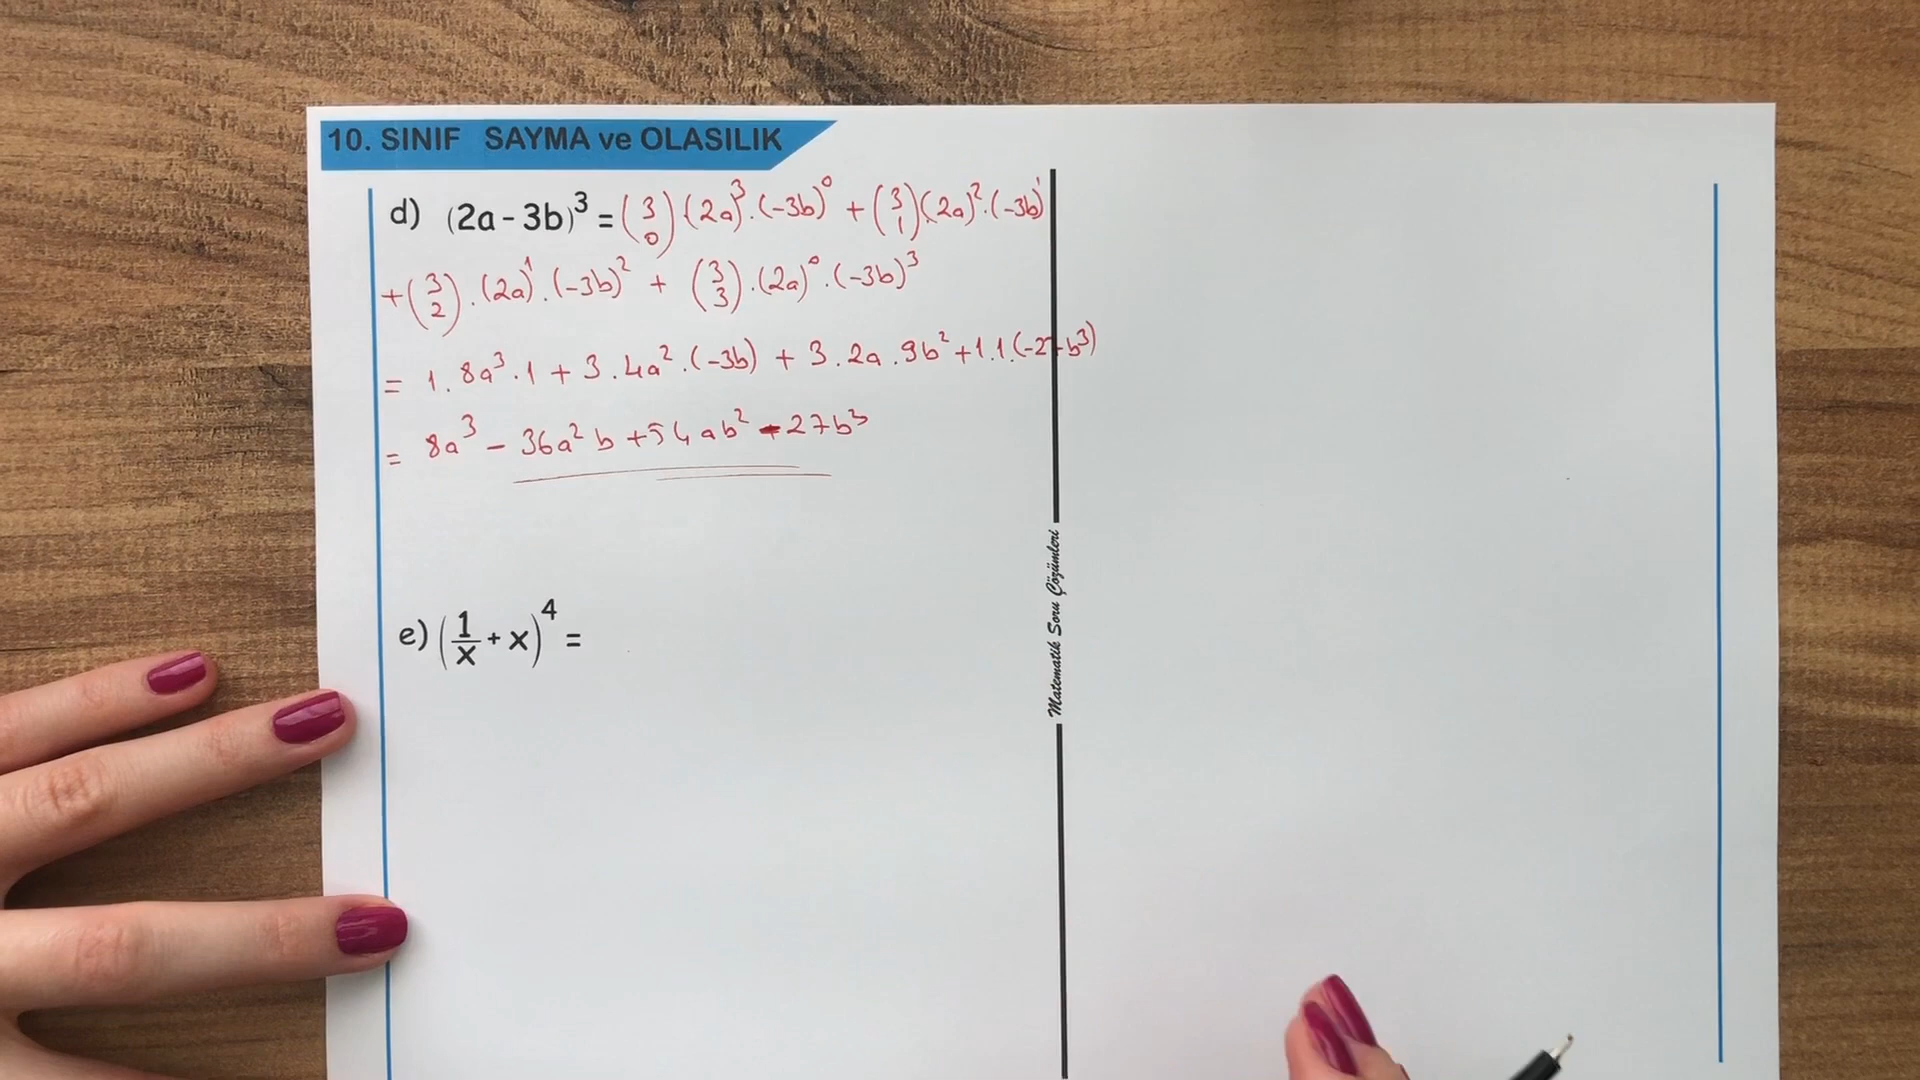 10. SINIF SAYMA ve OLASILIK
d) (2a - 3b)³ = (3 0) (2a)³.(-3b)⁰ + (3 1).(2a)².(-3b)¹
+ (3 2).(2a)¹.(-3b)² + (3 3).(2a)⁰.(-3b)³
= 1.8a³.1 + 3.4a².(-3b) + 3.2a.9b² + 1.1.(-27b³)
= 8a³ - 36a²b + 54ab² - 27b³
e) (1/x + x)⁴ =
Matematik Soru Çözümleri